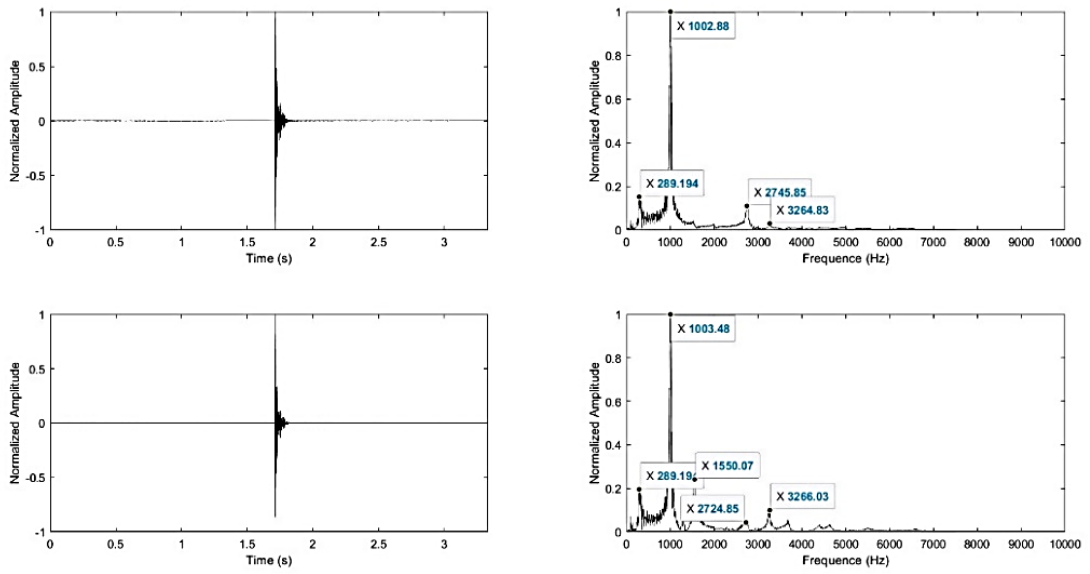 Normalized Amplitude
1
0.5
0
-0.5
-1
0 0.5 1 1.5 2 2.5 3
Time (s)
Normalized Amplitude
1
0.8
0.6
0.4
0.2
0
X 1002.88
X 289.194
X 2745.85
X 3264.83
0 1000 2000 3000 4000 5000 6000 7000 8000 9000 10000
Frequence (Hz)
Normalized Amplitude
1
0.5
0
-0.5
-1
0 0.5 1 1.5 2 2.5 3
Time (s)
Normalized Amplitude
1
0.8
0.6
0.4
0.2
0
X 1003.48
X 1550.07
X 289.19
X 2724.85
X 3266.03
0 1000 2000 3000 4000 5000 6000 7000 8000 9000 10000
Frequence (Hz)